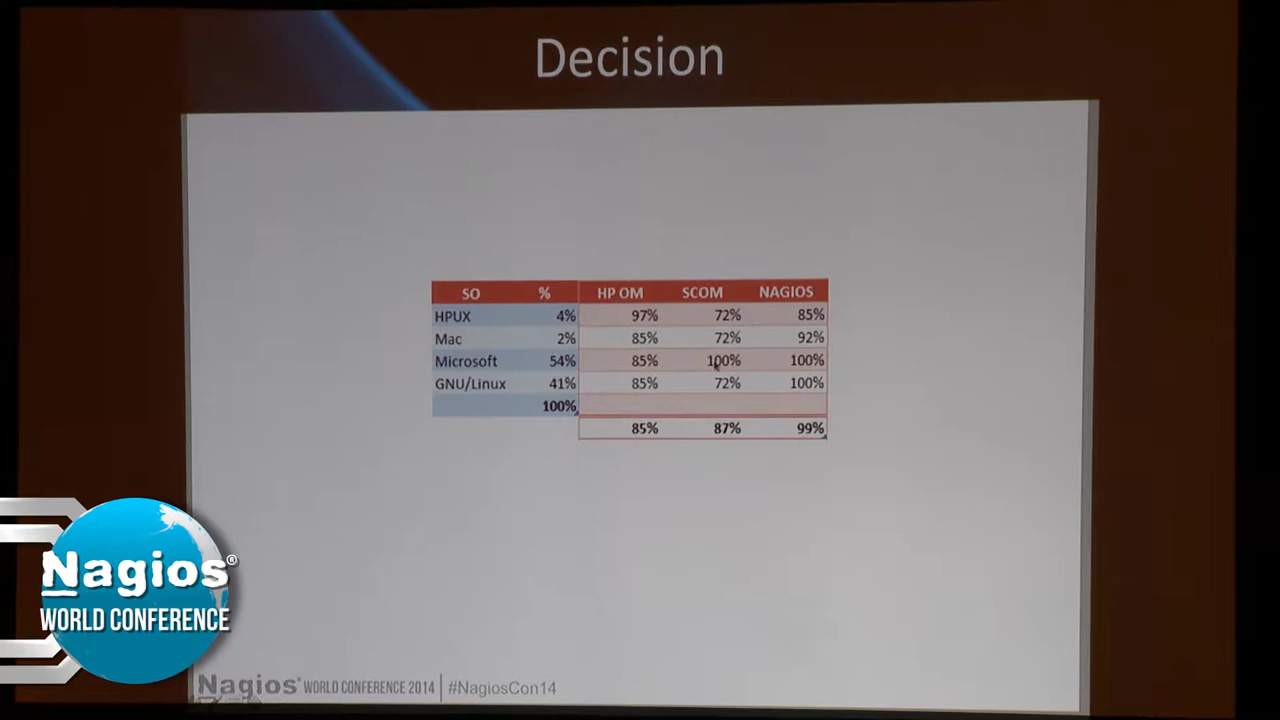 Decision
SO % HP OM SCOM NAGIOS
HPUX 4% 97% 72% 85%
Mac 2% 85% 72% 92%
Microsoft 54% 85% 100% 100%
GNU/Linux 41% 85% 72% 100%
100%
85% 87% 99%
Nagios®
WORLD CONFERENCE
Nagios® WORLD CONFERENCE 2014 | #NagiosCon14